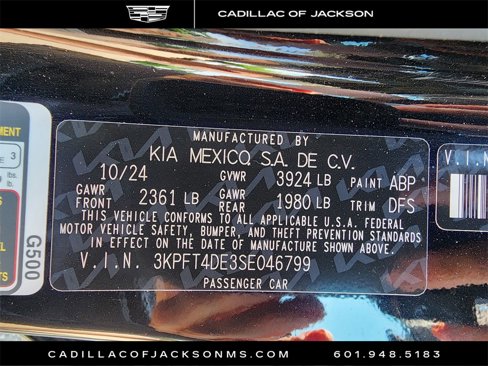 CADILLAC OF JACKSON
MANUFACTURED BY
KIA MEXICO, S.A. DE C.V.
10/24 GVWR 3924 LB PAINT ABP
GAWR FRONT 2361 LB GAWR REAR 1980 LB TRIM DFS
THIS VEHICLE CONFORMS TO ALL APPLICABLE U.S.A. FEDERAL
MOTOR VEHICLE SAFETY, BUMPER, AND THEFT PREVENTION STANDARDS
IN EFFECT ON THE DATE OF MANUFACTURE SHOWN ABOVE.
V.I.N. 3KPFT4DE3SE046799
PASSENGER CAR
G500
V.I.N.
3
lbs.
CADILLACOFJACKSONMS.COM 601.948.5183